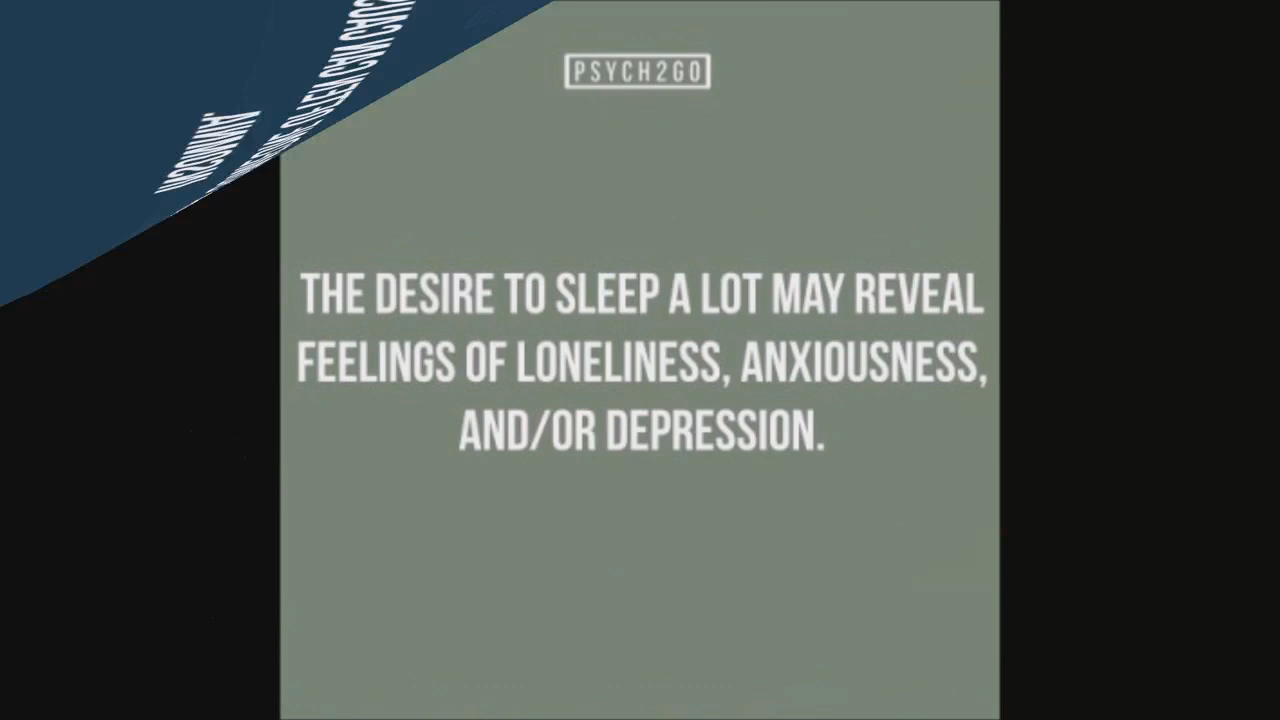 PSYCH2GO
THE DESIRE TO SLEEP A LOT MAY REVEAL
FEELINGS OF LONELINESS, ANXIOUSNESS,
AND/OR DEPRESSION.